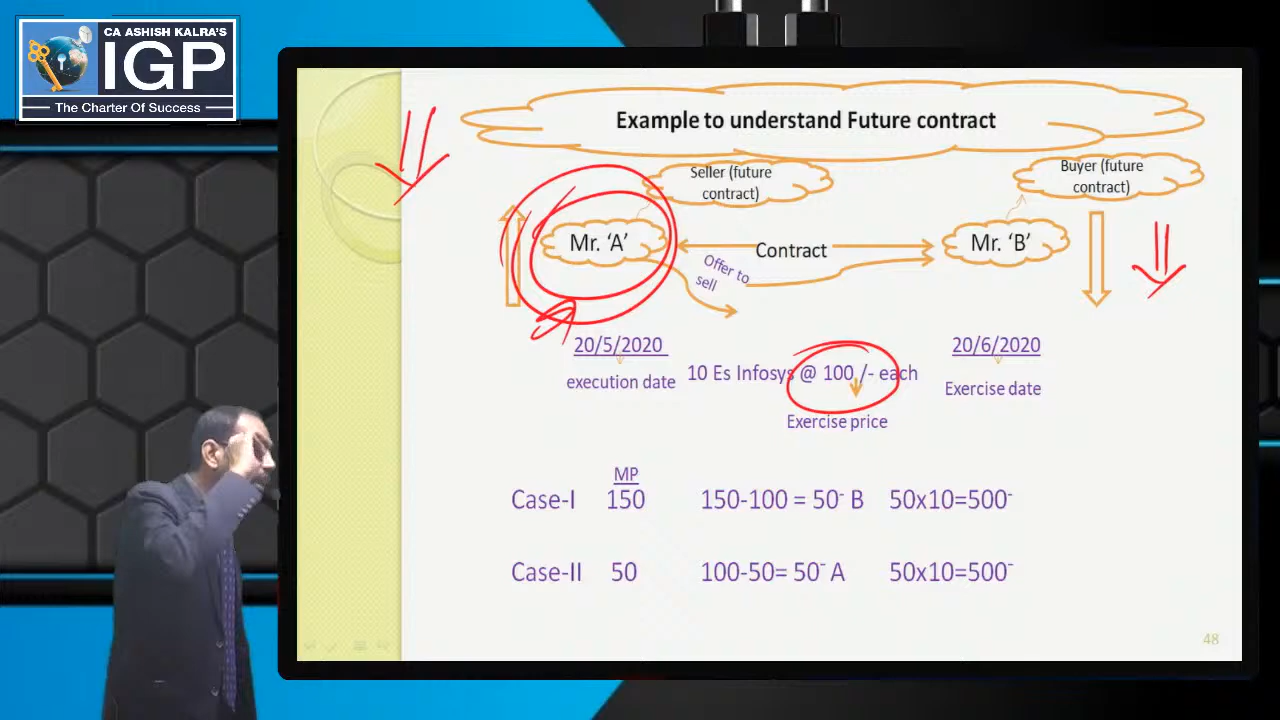 CA ASHISH KALRA'S
IGP
The Charter Of Success
Example to understand Future contract
Seller (future
contract)
Buyer (future
contract)
Mr. ‘A’
Contract
Mr. ‘B’
Offer to
sell
20/5/2020
20/6/2020
10 Es Infosys @ 100 /- each
execution date
Exercise date
Exercise price
MP
Case-I 150 150-100 = 50⁻ B 50x10=500⁻
Case-II 50 100-50= 50⁻ A 50x10=500⁻
48